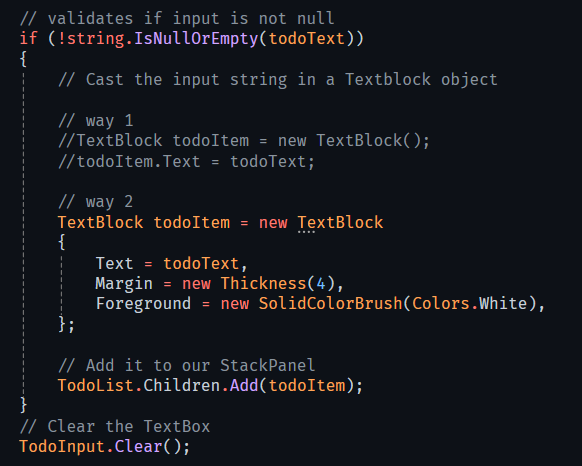 // validates if input is not null
if (!string.IsNullOrEmpty(todoText))
{
    // Cast the input string in a Textblock object

    // way 1
    //TextBlock todoItem = new TextBlock();
    //todoItem.Text = todoText;

    // way 2
    TextBlock todoItem = new TextBlock
    {
        Text = todoText,
        Margin = new Thickness(4),
        Foreground = new SolidColorBrush(Colors.White),
    };

    // Add it to our StackPanel
    TodoList.Children.Add(todoItem);
}
// Clear the TextBox
TodoInput.Clear();